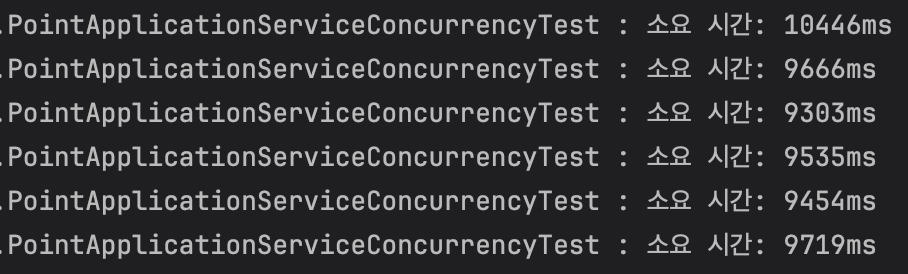 .PointApplicationServiceConcurrencyTest : 소요 시간: 10446ms
.PointApplicationServiceConcurrencyTest : 소요 시간: 9666ms
.PointApplicationServiceConcurrencyTest : 소요 시간: 9303ms
.PointApplicationServiceConcurrencyTest : 소요 시간: 9535ms
.PointApplicationServiceConcurrencyTest : 소요 시간: 9454ms
.PointApplicationServiceConcurrencyTest : 소요 시간: 9719ms